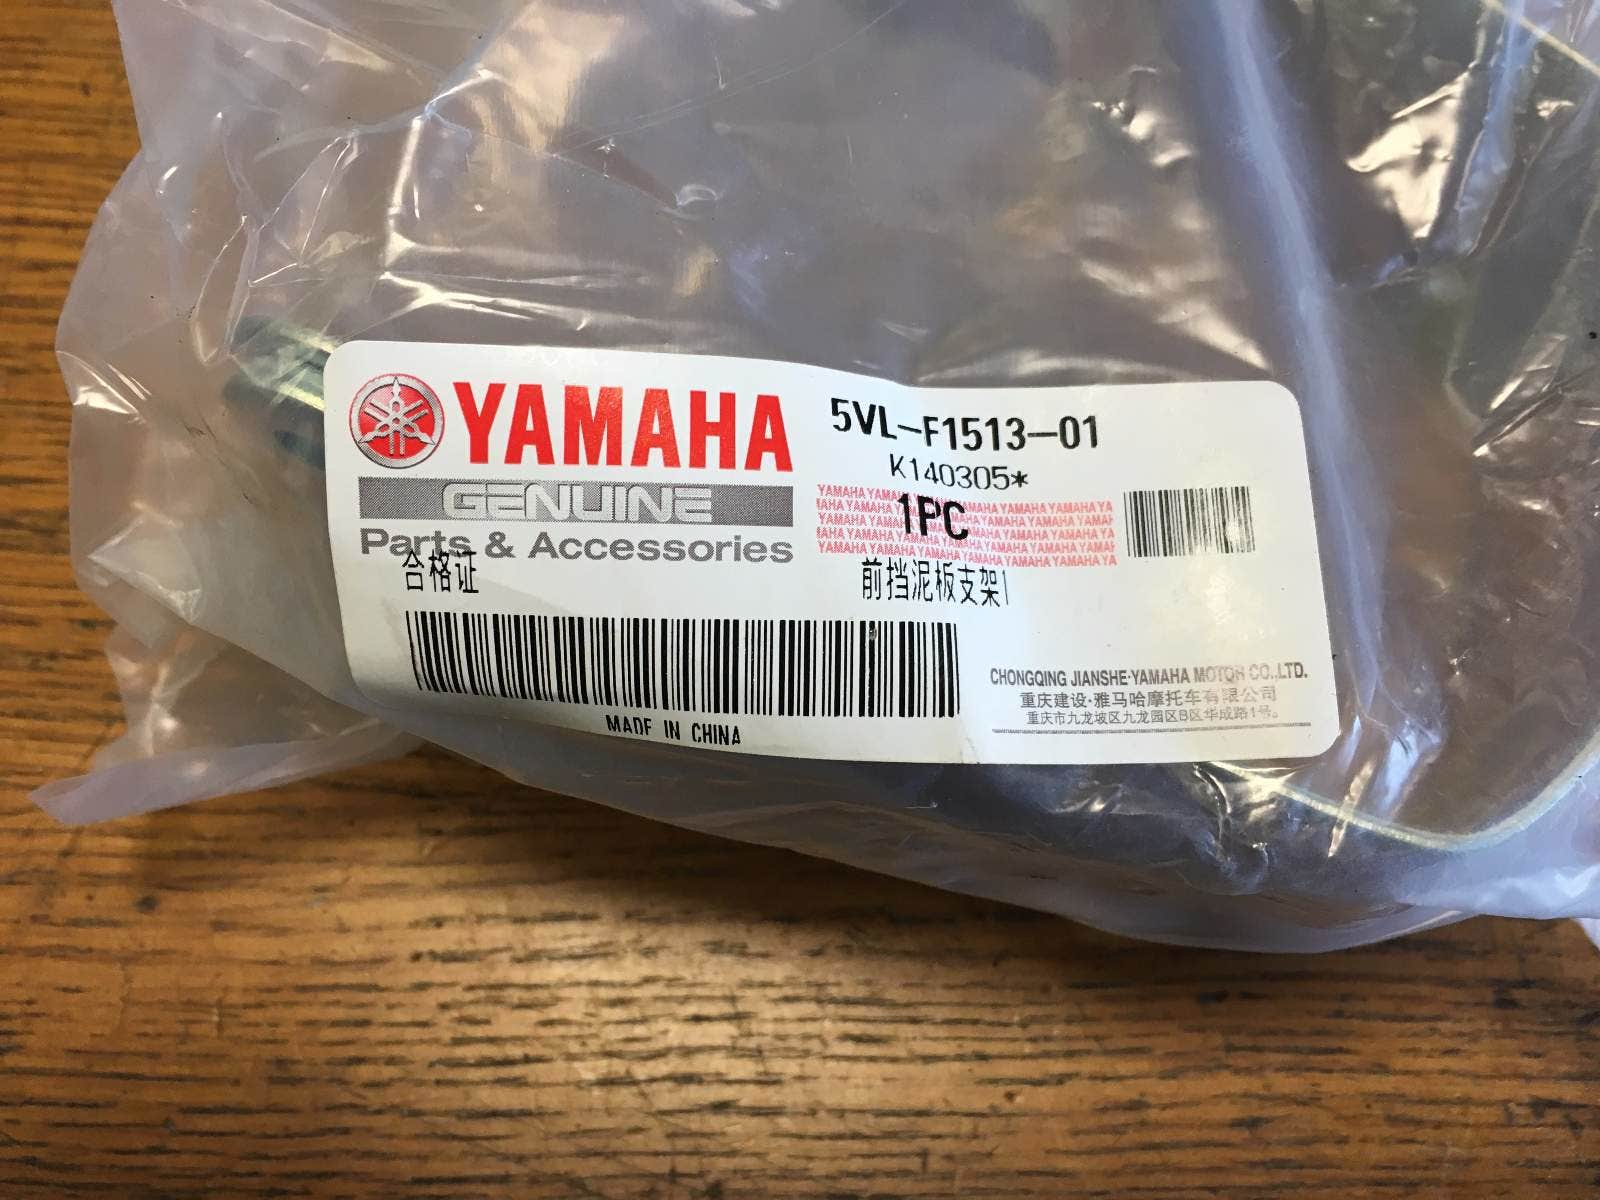 YAMAHA
GENUINE
Parts & Accessories
合格证
5VL-F1513-01
K140305*
1PC
前挡泥板支架1
MADE IN CHINA
CHONGQING JIANSHE·YAMAHA MOTOR CO.,LTD.
重庆建设·雅马哈摩托车有限公司
重庆市九龙坡区九龙园区B区华成路1号。